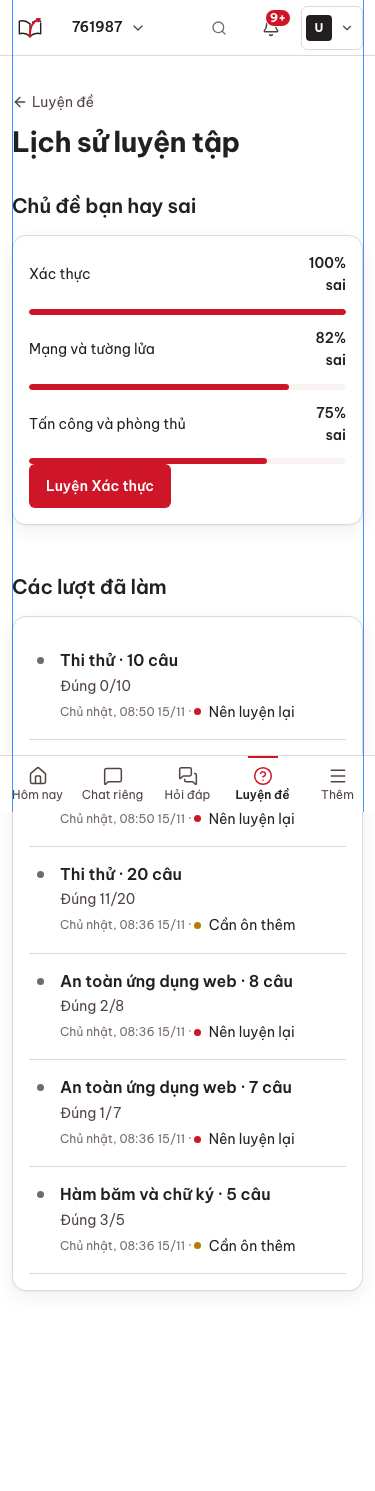 761987
9+
U
Luyện đề
Lịch sử luyện tập
Chủ đề bạn hay sai
Xác thực
100%
sai
Mạng và tường lửa
82%
sai
Tấn công và phòng thủ
75%
sai
Luyện Xác thực
Các lượt đã làm
Thi thử · 10 câu
Đúng 0/10
Chủ nhật, 08:50 15/11 · Nên luyện lại
Hôm nay
Chat riêng
Hỏi đáp
Luyện đề
Thêm
Chủ nhật, 08:50 15/11 · Nên luyện lại
Thi thử · 20 câu
Đúng 11/20
Chủ nhật, 08:36 15/11 · Cần ôn thêm
An toàn ứng dụng web · 8 câu
Đúng 2/8
Chủ nhật, 08:36 15/11 · Nên luyện lại
An toàn ứng dụng web · 7 câu
Đúng 1/7
Chủ nhật, 08:36 15/11 · Nên luyện lại
Hàm băm và chữ ký · 5 câu
Đúng 3/5
Chủ nhật, 08:36 15/11 · Cần ôn thêm